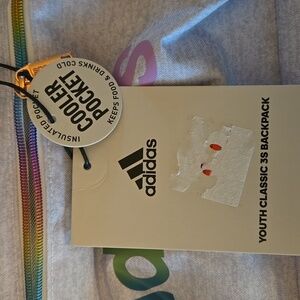 INSULATED POCKET
COOLER
POCKET
KEEPS FOOD & DRINKS COLD
adidas
YOUTH CLASSIC 3S BACKPACK